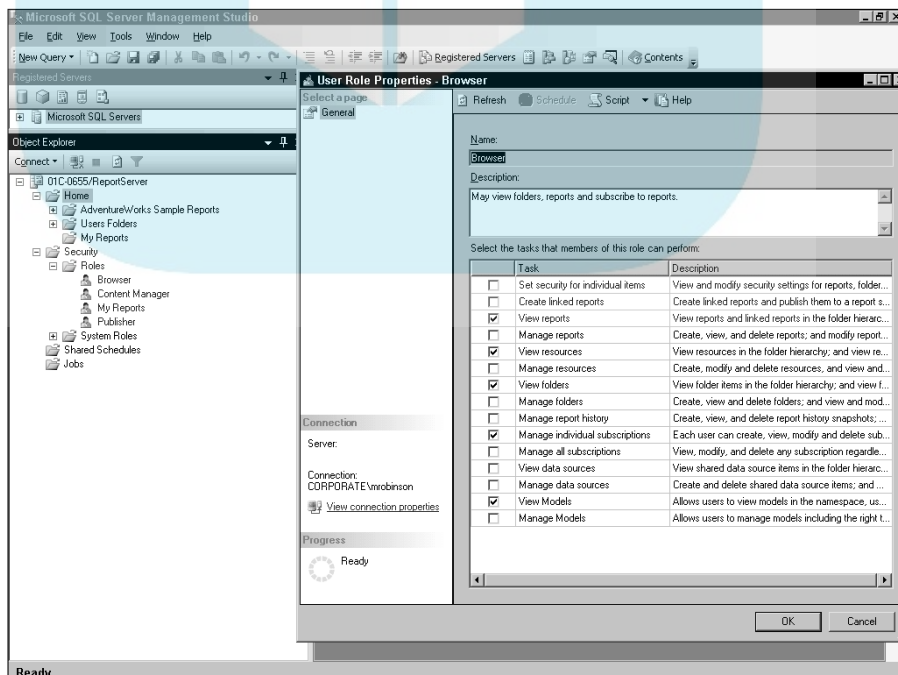 Microsoft SQL Server Management Studio
File Edit View Tools Window Help
New Query Registered Servers Contents
Registered Servers
Microsoft SQL Servers
Object Explorer
Connect
01C-0655/ReportServer
Home
AdventureWorks Sample Reports
Users Folders
My Reports
Security
Roles
Browser
Content Manager
My Reports
Publisher
System Roles
Shared Schedules
Jobs
User Role Properties - Browser
Select a page
General
Refresh Schedule Script Help
Name:
Browser
Description:
May view folders, reports and subscribe to reports.
Select the tasks that members of this role can perform:
Task Description
Set security for individual items View and modify security settings for reports, folder...
Create linked reports Create linked reports and publish them to a report s...
View reports View reports and linked reports in the folder hierarc...
Manage reports Create, view, and delete reports; and modify report...
View resources View resources in the folder hierarchy; and view re...
Manage resources Create, modify and delete resources, and view and...
View folders View folder items in the folder hierarchy; and view f...
Manage folders Create, view and delete folders; and view and mod...
Manage report history Create, view, and delete report history snapshots; ...
Manage individual subscriptions Each user can create, view, modify and delete sub...
Manage all subscriptions View, modify, and delete any subscription regardle...
View data sources View shared data source items in the folder hierarc...
Manage data sources Create and delete shared data source items; and ...
View Models Allows users to view models in the namespace, us...
Manage Models Allows users to manage models including the right t...
Connection
Server:
Connection:
CORPORATE\mrobinson
View connection properties
Progress
Ready
OK Cancel
Ready